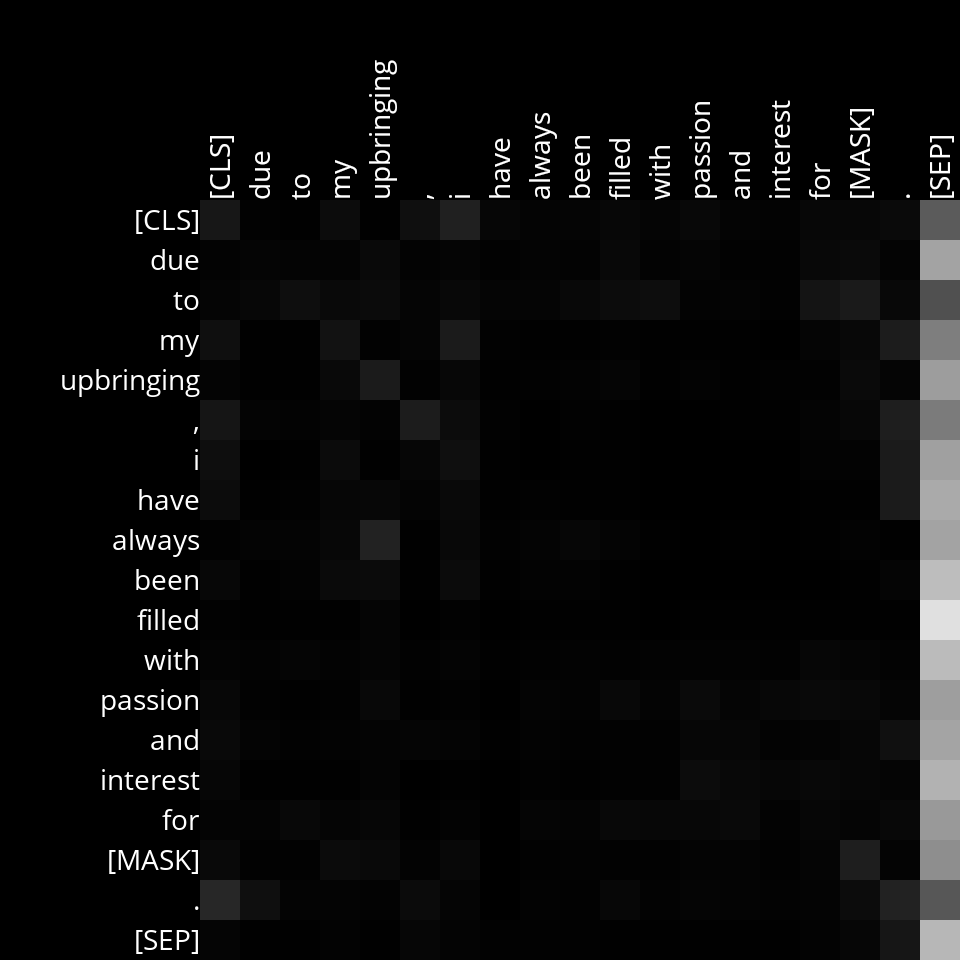 [CLS] due to my upbringing , i have always been filled with passion and interest for [MASK] . [SEP]
[CLS]
due
to
my
upbringing
,
i
have
always
been
filled
with
passion
and
interest
for
[MASK]
.
[SEP]